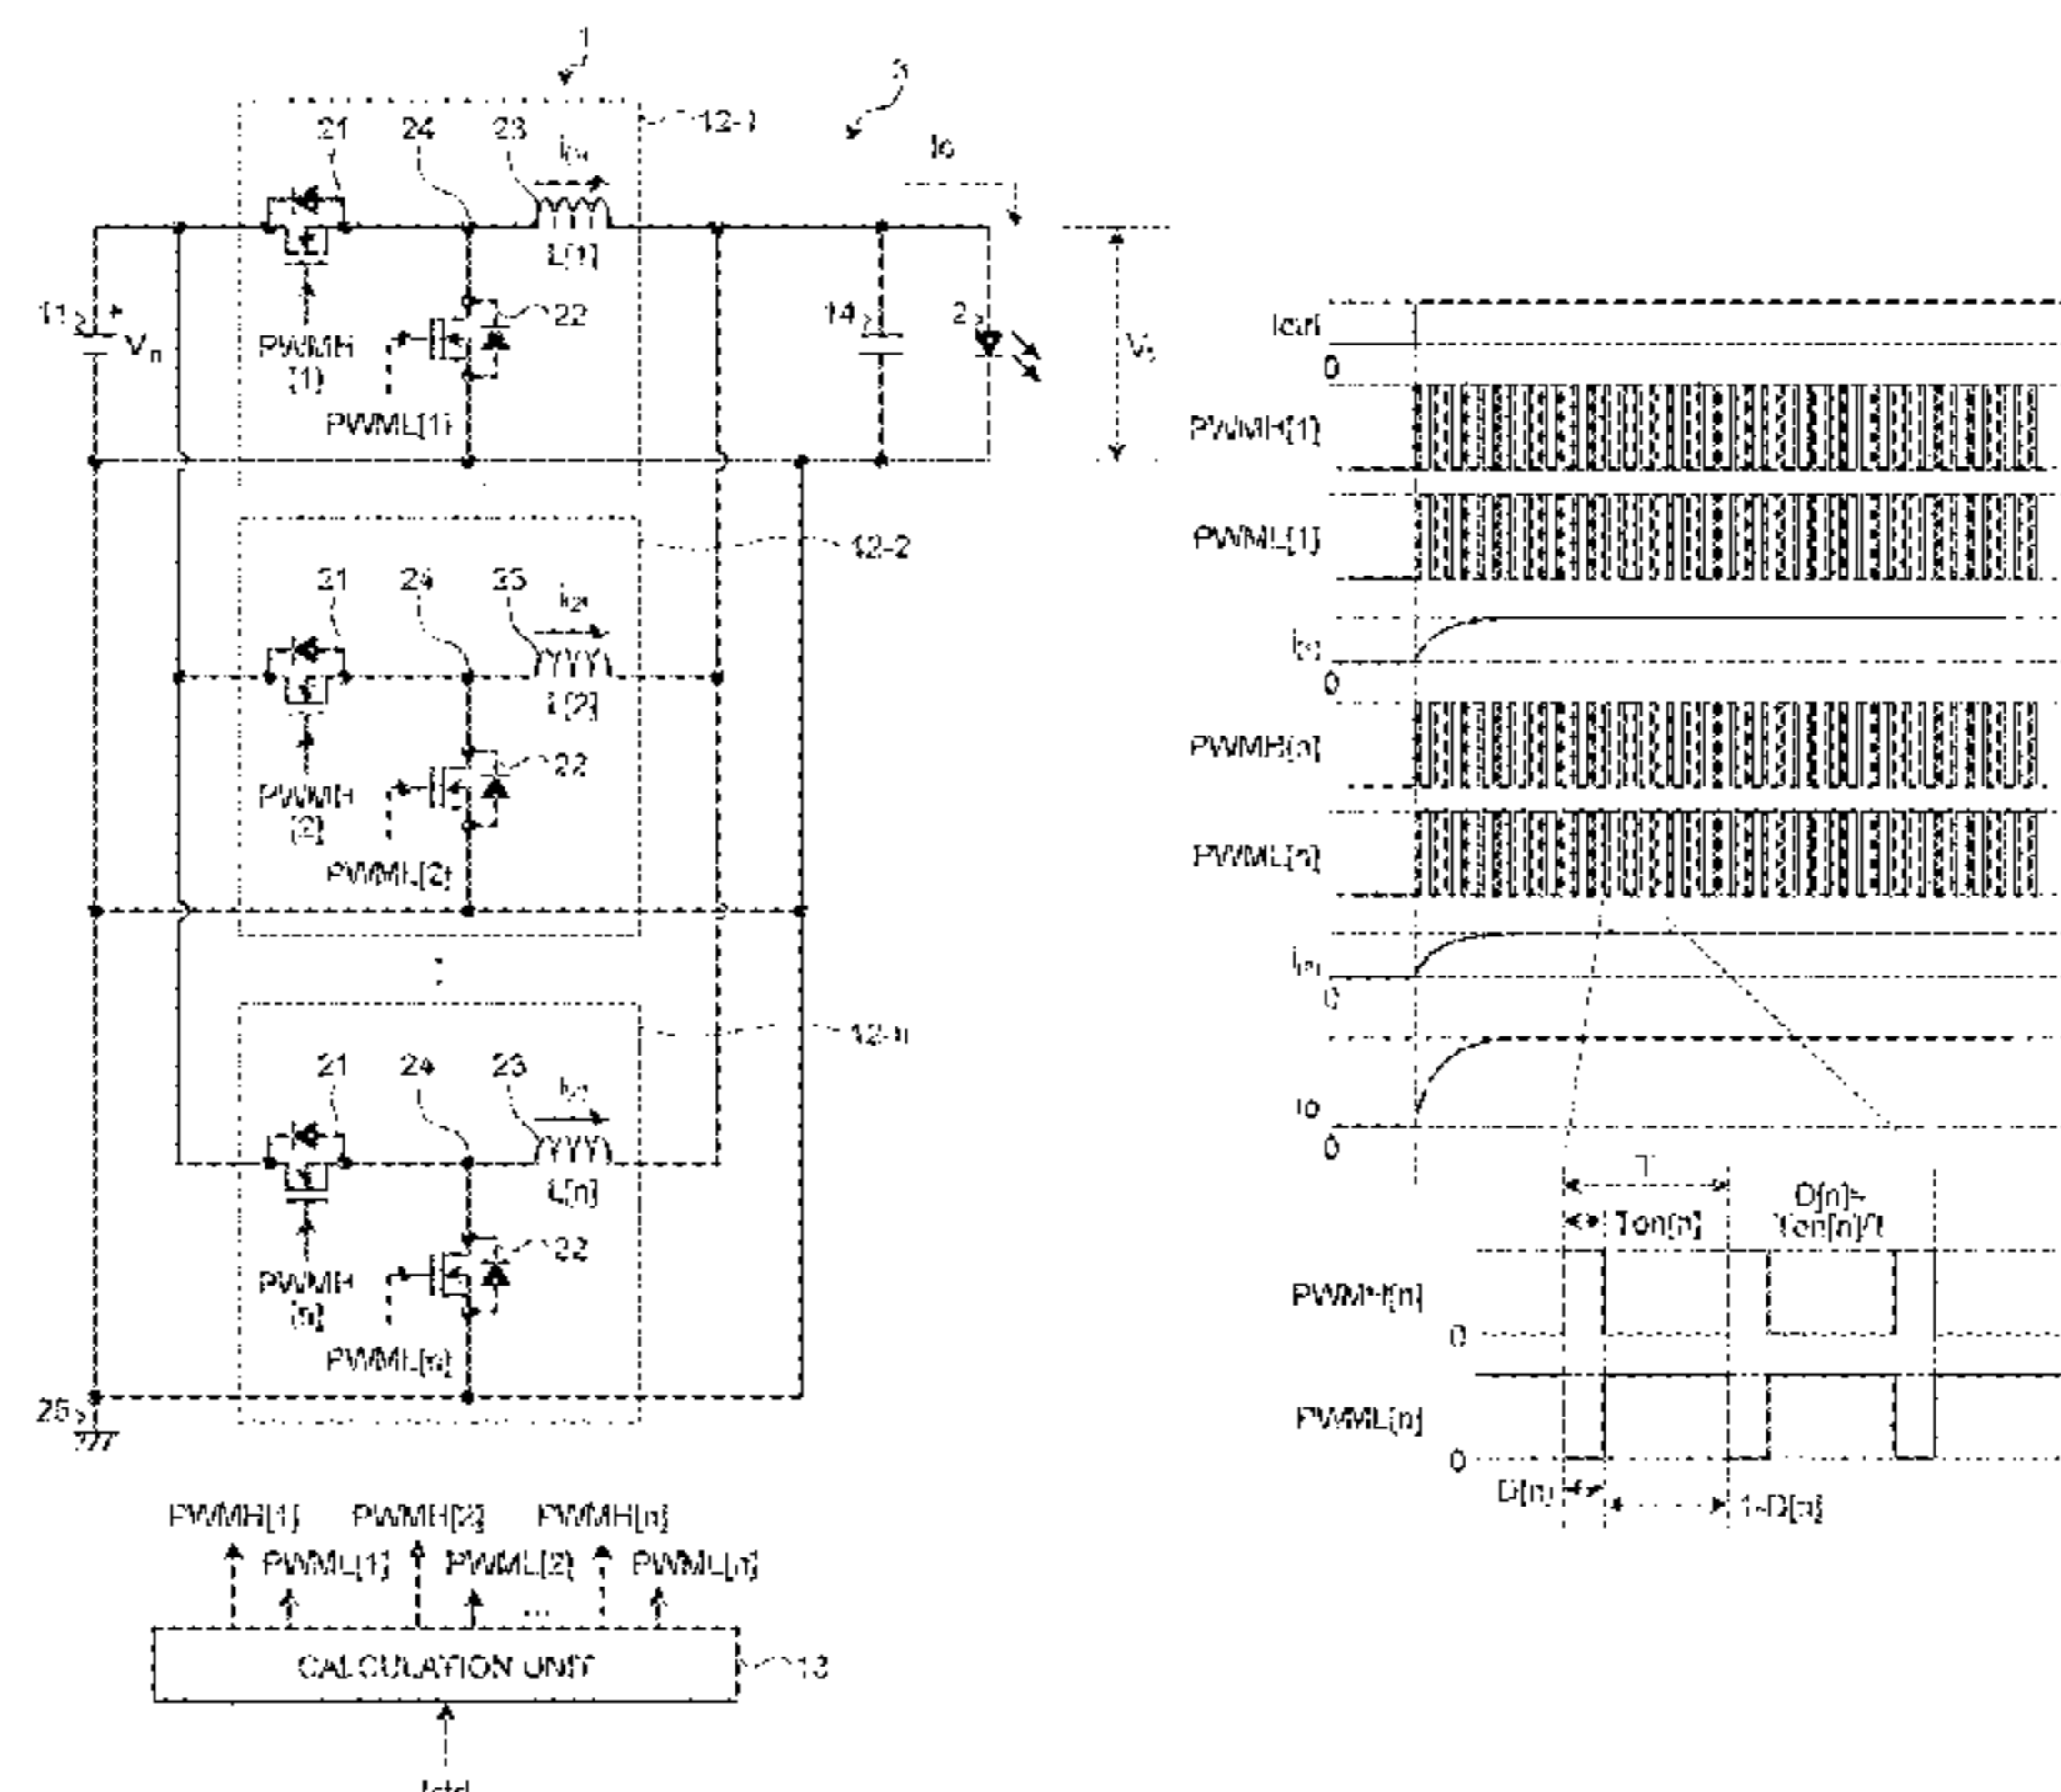 1
3
12-1
21
24
23
Io
L[1]
11
+
22
14
2
PWMH
[1]
PWML[1]
12-2
21
24
23
L[2]
22
PWMH
[2]
PWML[2]
12-n
21
24
23
L[n]
22
PWMH
[n]
PWML[n]
25
PWMH[1]
PWMH[2]
PWMH[n]
PWML[1]
PWML[2]
PWML[n]
...
CALCULATION UNIT
13
0
PWMH[1]
PWML[1]
0
PWMH[n]
PWML[n]
0
Io
0
T
Ton[n]
D[n]=
Ton[n]/T
PWMH[n]
0
PWML[n]
0
D[n]
1-D[n]